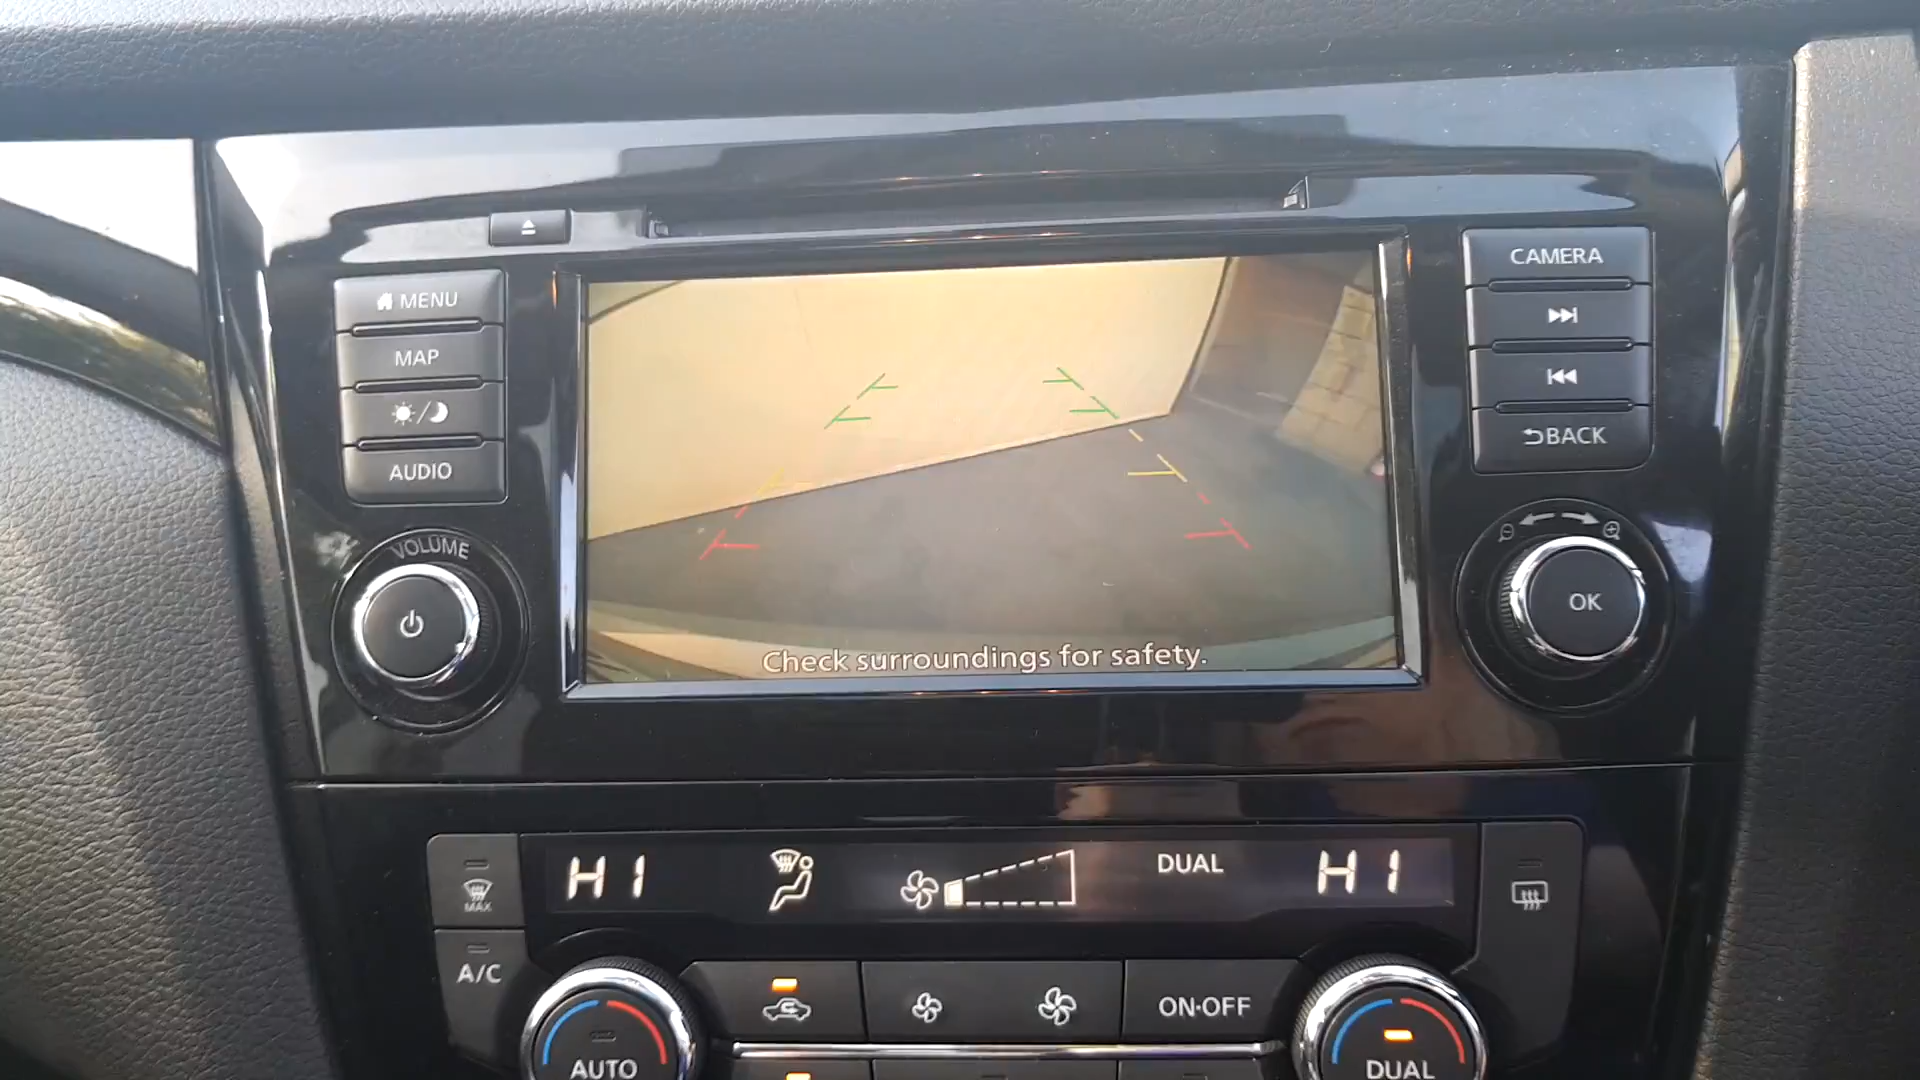 MENU
MAP
AUDIO
VOLUME
CAMERA
BACK
OK
Check surroundings for safety.
MAX
A/C
HI
DUAL
HI
ON·OFF
AUTO
DUAL